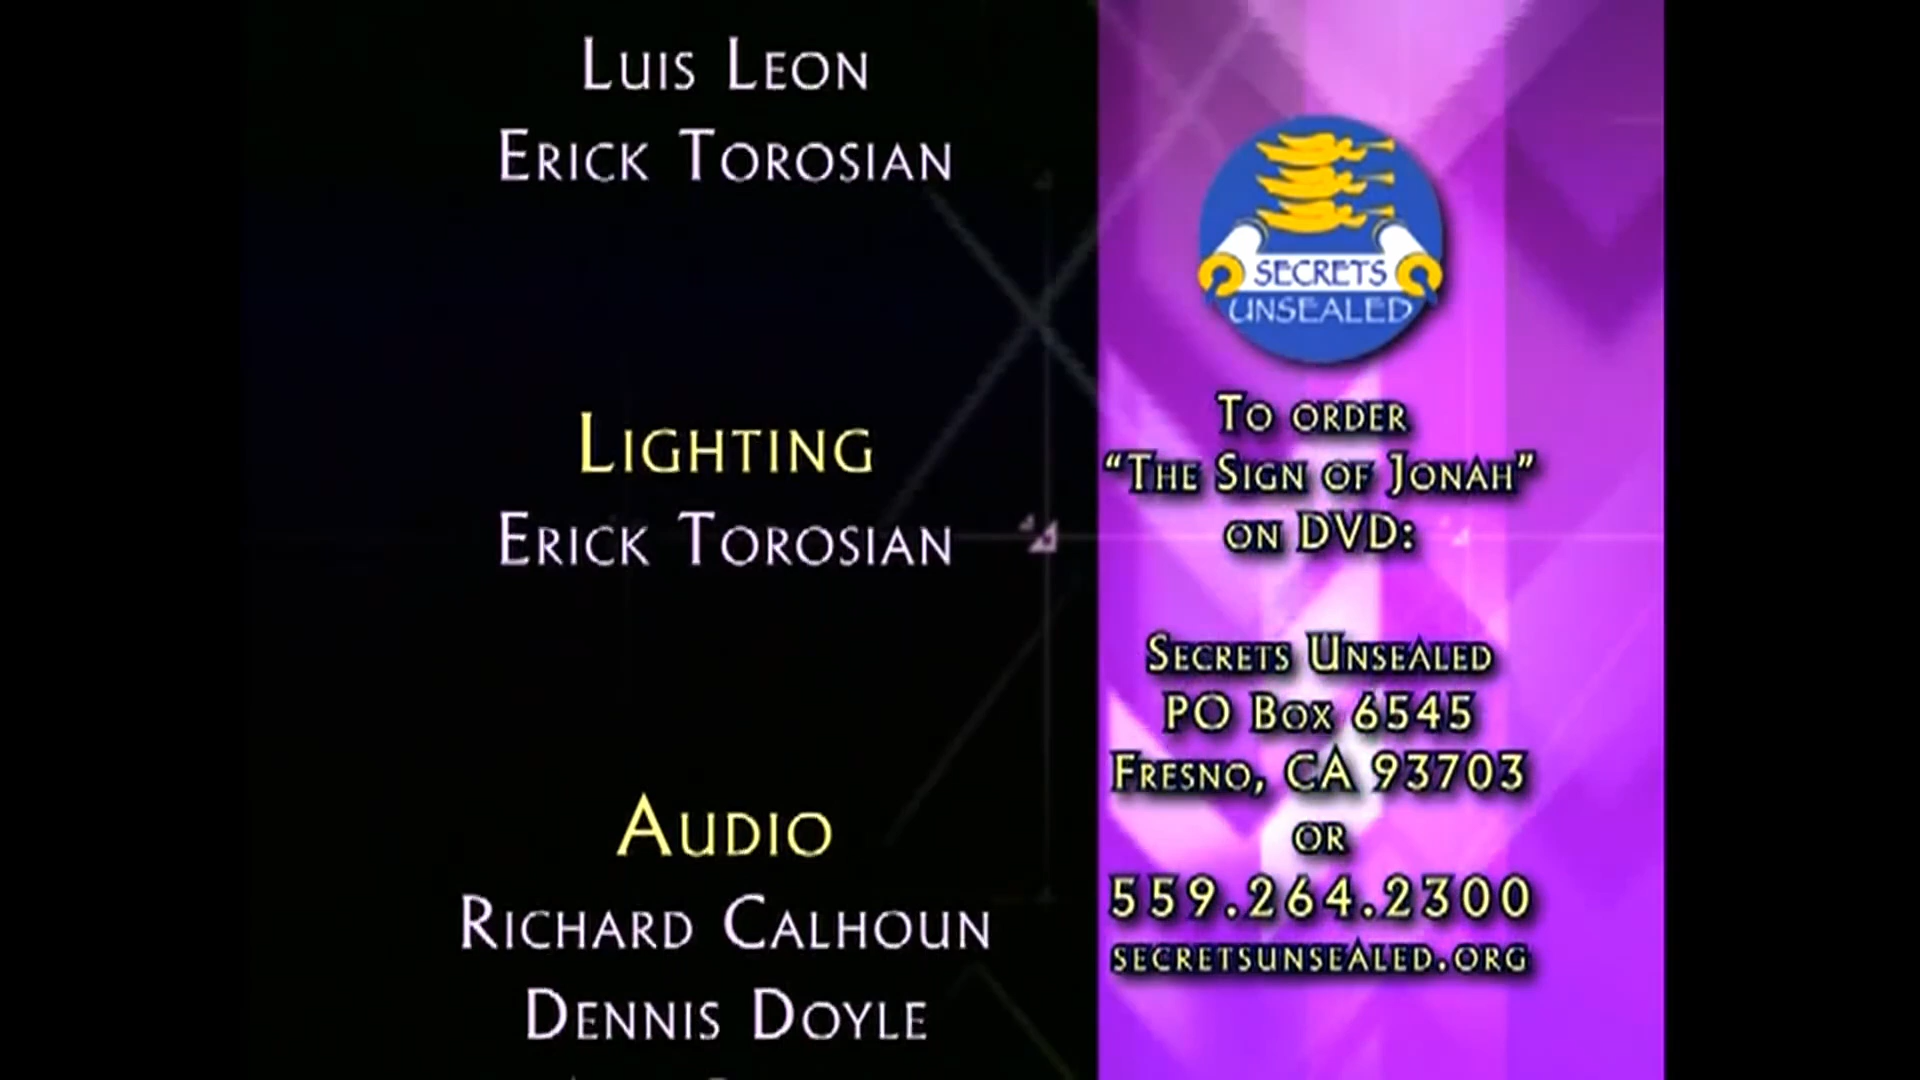 Luis Leon
Erick Torosian
Lighting
Erick Torosian
Audio
Richard Calhoun
Dennis Doyle
SECRETS
UNSEALED
To order
“The Sign of Jonah”
on DVD:
Secrets Unsealed
PO Box 6545
Fresno, CA 93703
or
559.264.2300
secretsunsealed.org